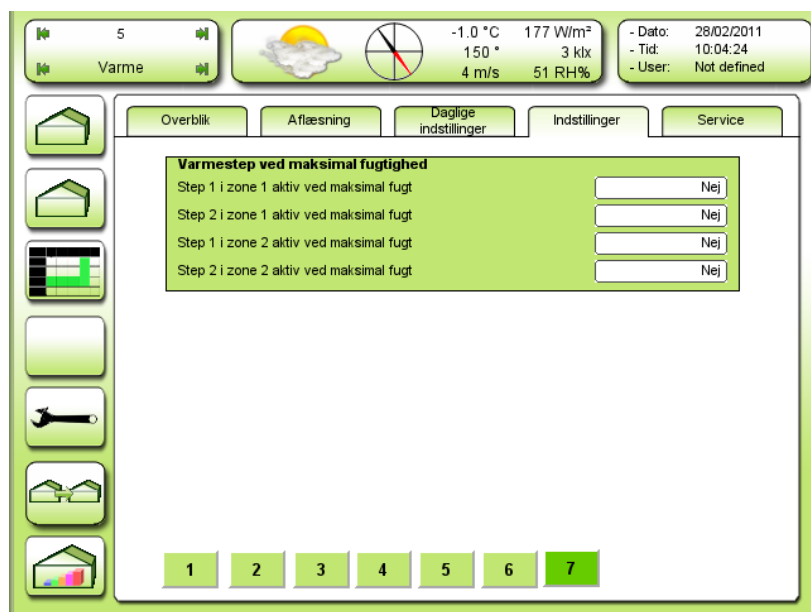 5
Varme
-1.0 °C 177 W/m²
150 ° 3 klx
4 m/s 51 RH%
- Dato: 28/02/2011
- Tid: 10:04:24
- User: Not defined
Overblik
Aflæsning
Daglige
indstillinger
Indstillinger
Service
Varmestep ved maksimal fugtighed
Step 1 i zone 1 aktiv ved maksimal fugt Nej
Step 2 i zone 1 aktiv ved maksimal fugt Nej
Step 1 i zone 2 aktiv ved maksimal fugt Nej
Step 2 i zone 2 aktiv ved maksimal fugt Nej
1 2 3 4 5 6 7